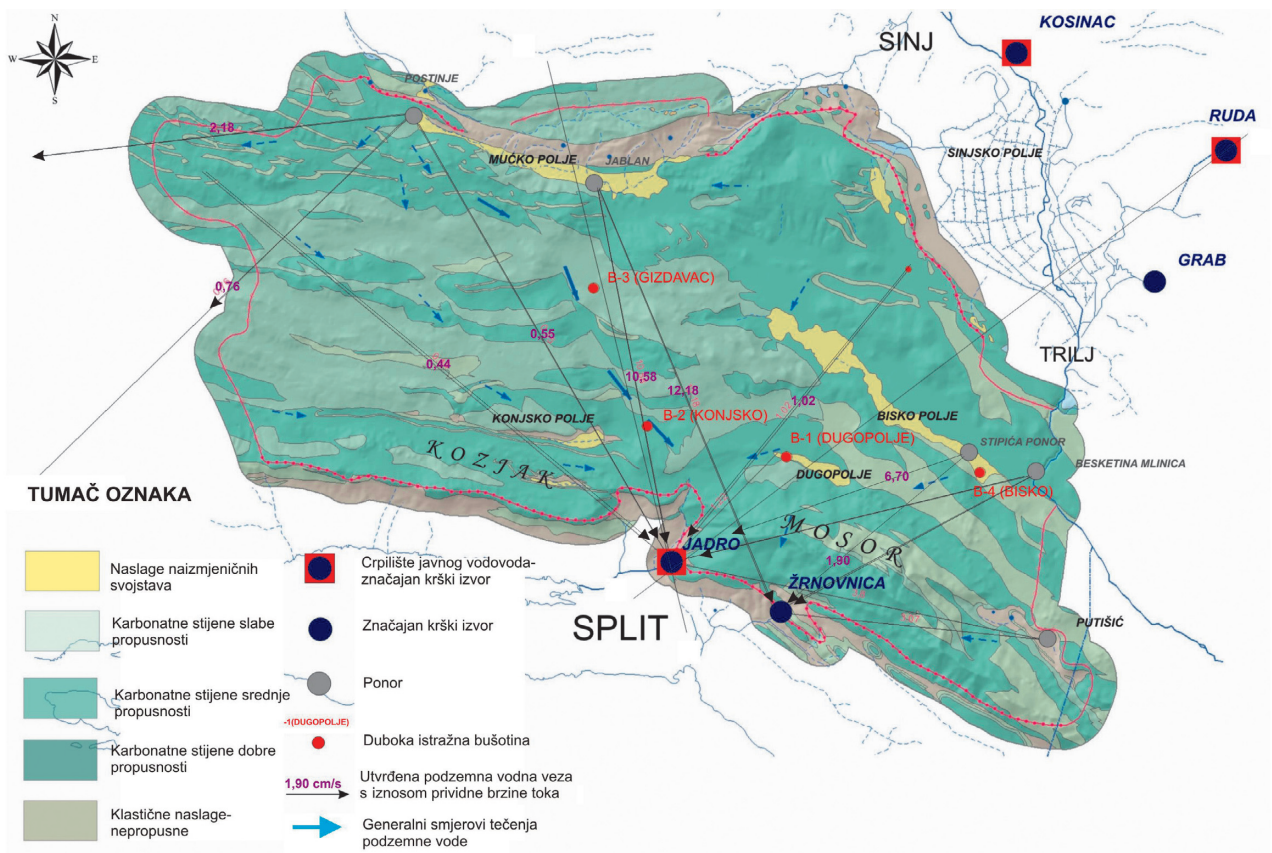 N
W
E
S
SINJ
KOSINAC
RUDA
POSTINJE
2,18
MUĆKO POLJE
JABLAN
SINJSKO POLJE
GRAB
B-3 (GIZDAVAC)
0,76
0,55
0,44
10,58
12,18
1,02
TRILJ
B-2 (KONJSKO)
KONJSKO POLJE
BISKO POLJE
B-1 (DUGOPOLJE)
STIPIĆA PONOR
BESKETINA MLINICA
KOZJAK
DUGOPOLJE
6,70
B-4 (BISKO)
MOSOR
JADRO
1,90
ŽRNOVNICA
SPLIT
PUTIŠIĆ
TUMAČ OZNAKA
Naslage naizmjeničnih
svojstava
Karbonatne stijene slabe
propusnosti
Karbonatne stijene srednje
propusnosti
Karbonatne stijene dobre
propusnosti
Klastične naslage-
nepropusne
Crpilište javnog vodovoda-
značajan krški izvor
Značajan krški izvor
Ponor
-1(DUGOPOLJE)
Duboka istražna bušotina
1,90 cm/s
Utvrđena podzemna vodna veza
s iznosom prividne brzine toka
Generalni smjerovi tečenja
podzemne vode